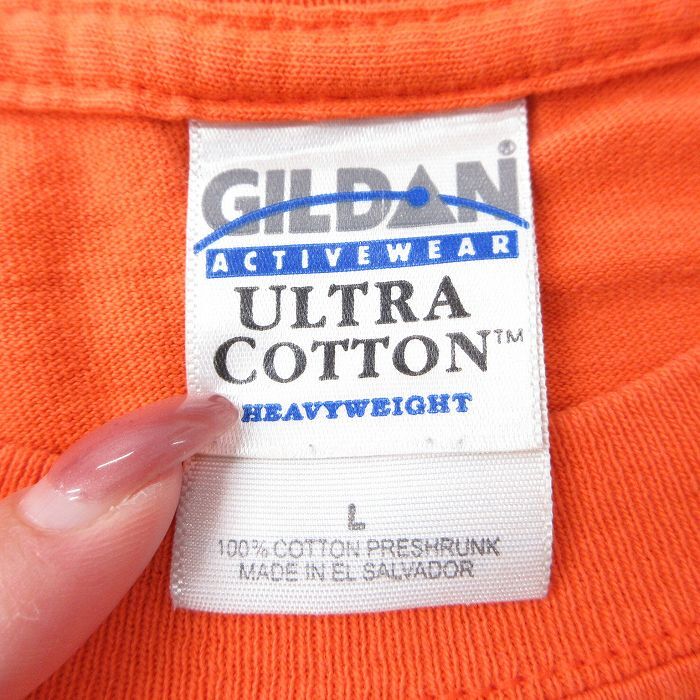 GILDAN®
ACTIVEWEAR
ULTRA
COTTON™
HEAVYWEIGHT
L
100% COTTON PRESHRUNK
MADE IN EL SALVADOR